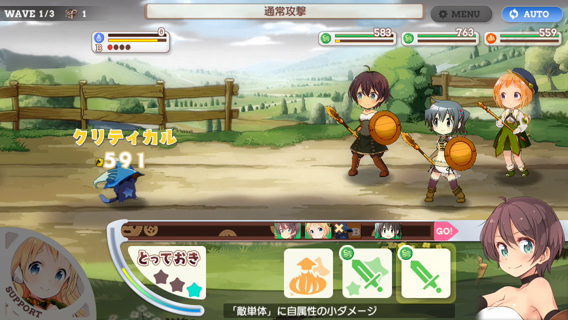 WAVE 1/3 1
通常攻撃
MENU
AUTO
B 0
583
763
559
クリティカル
591
B
GO!
とっておき
SUPPORT
「敵単体」に自属性の小ダメージ